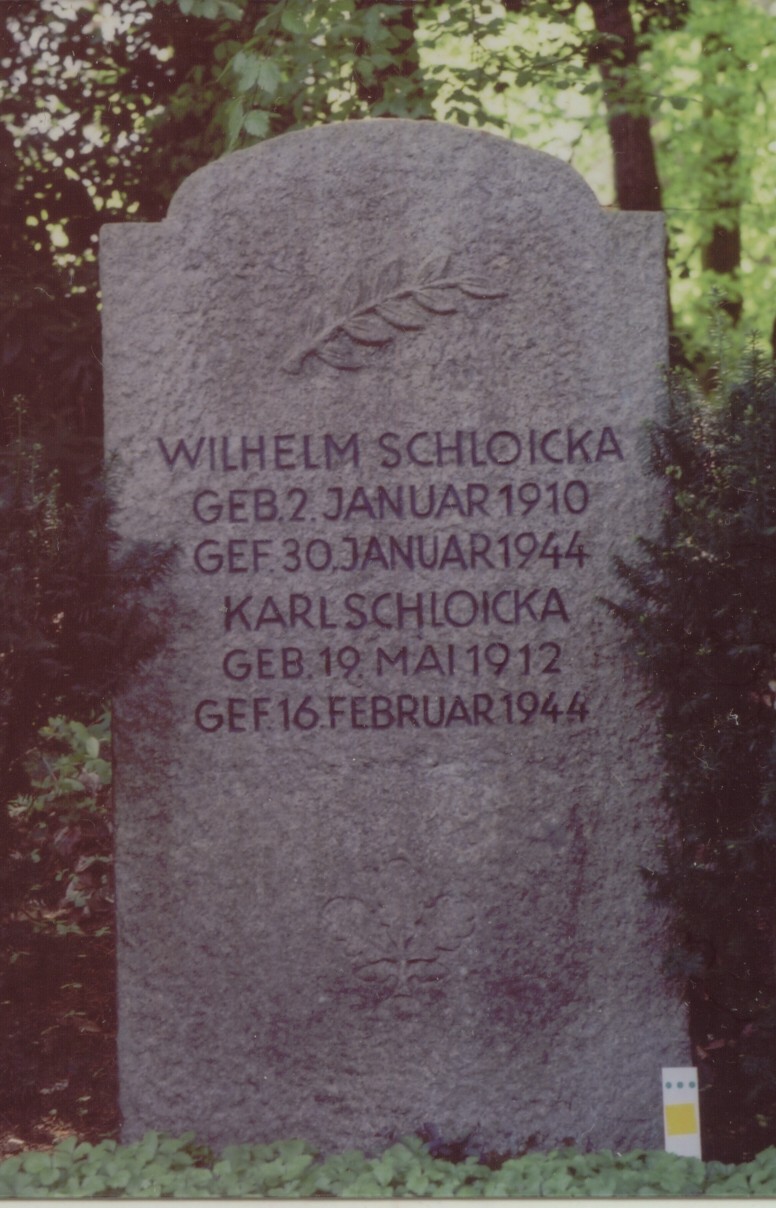 WILHELM SCHLOICKA
GEB. 2. JANUAR 1910
GEF. 30. JANUAR 1944
KARL SCHLOICKA
GEB. 19. MAI 1912
GEF. 16. FEBRUAR 1944